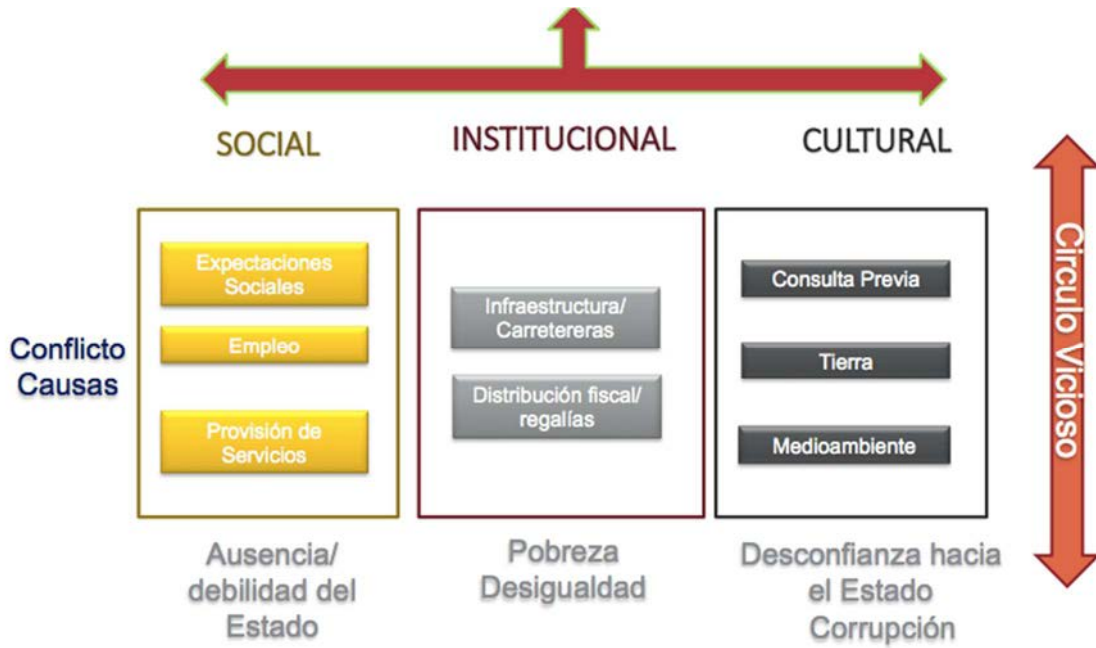 SOCIAL
INSTITUCIONAL
CULTURAL
Conflicto
Causas
Expectaciones
Sociales
Empleo
Provisión de
Servicios
Infraestructura/
Carretereras
Distribución fiscal/
regalías
Consulta Previa
Tierra
Medioambiente
Circulo Vicioso
Ausencia/
debilidad del
Estado
Pobreza
Desigualdad
Desconfianza hacia
el Estado
Corrupción